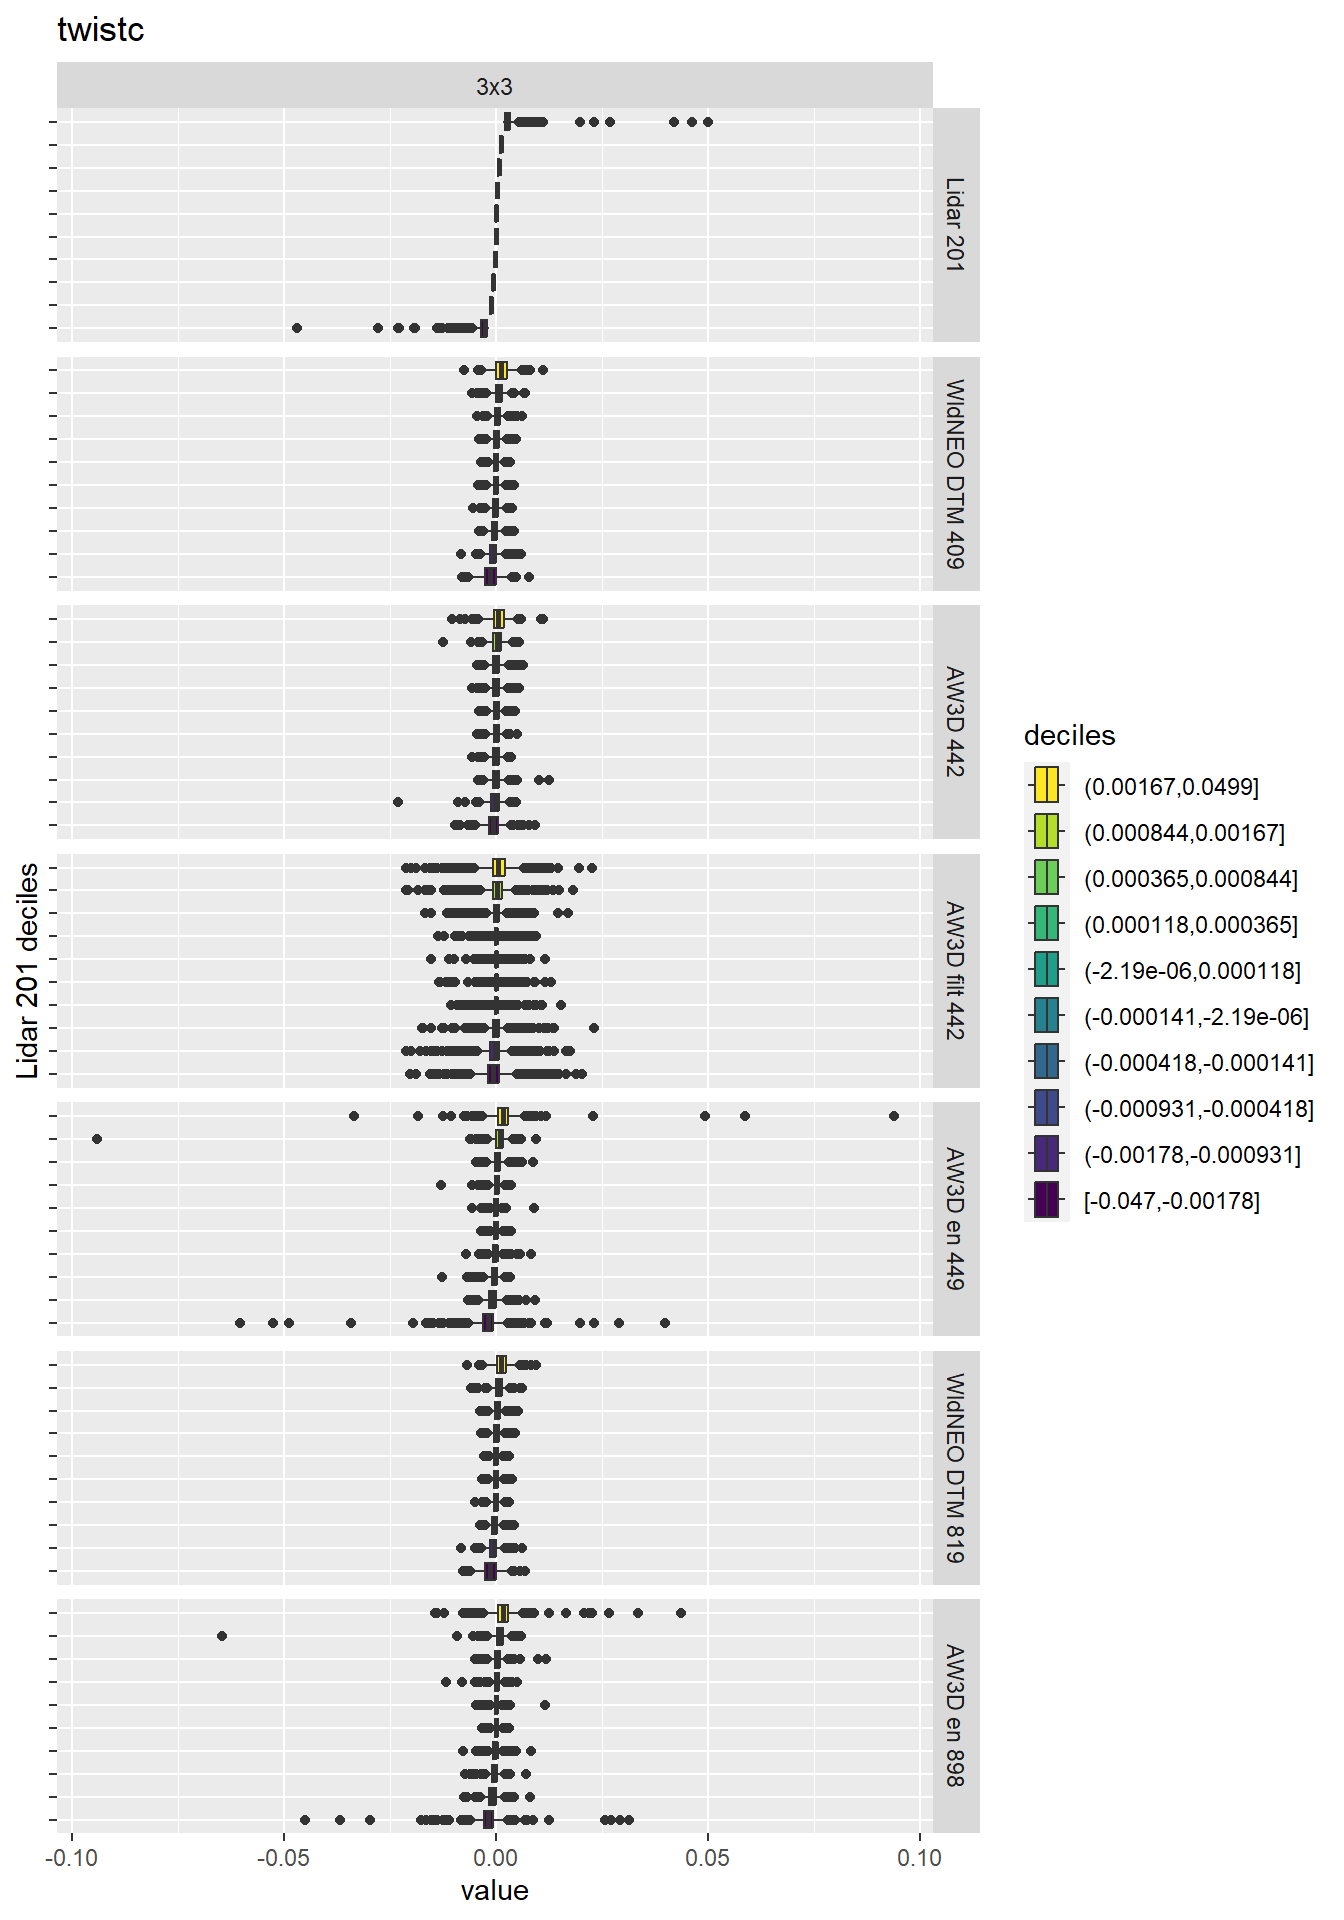 twistc
3x3
Lidar 201
WldNEO DTM 409
AW3D 442
AW3D filt 442
AW3D en 449
WldNEO DTM 819
AW3D en 898
Lidar 201 deciles
-0.10
-0.05
0.00
0.05
0.10
value
deciles
(0.00167,0.0499]
(0.000844,0.00167]
(0.000365,0.000844]
(0.000118,0.000365]
(-2.19e-06,0.000118]
(-0.000141,-2.19e-06]
(-0.000418,-0.000141]
(-0.000931,-0.000418]
(-0.00178,-0.000931]
[-0.047,-0.00178]